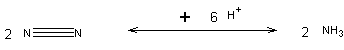 2 N≡N + 6 H⁺ 2 NH₃